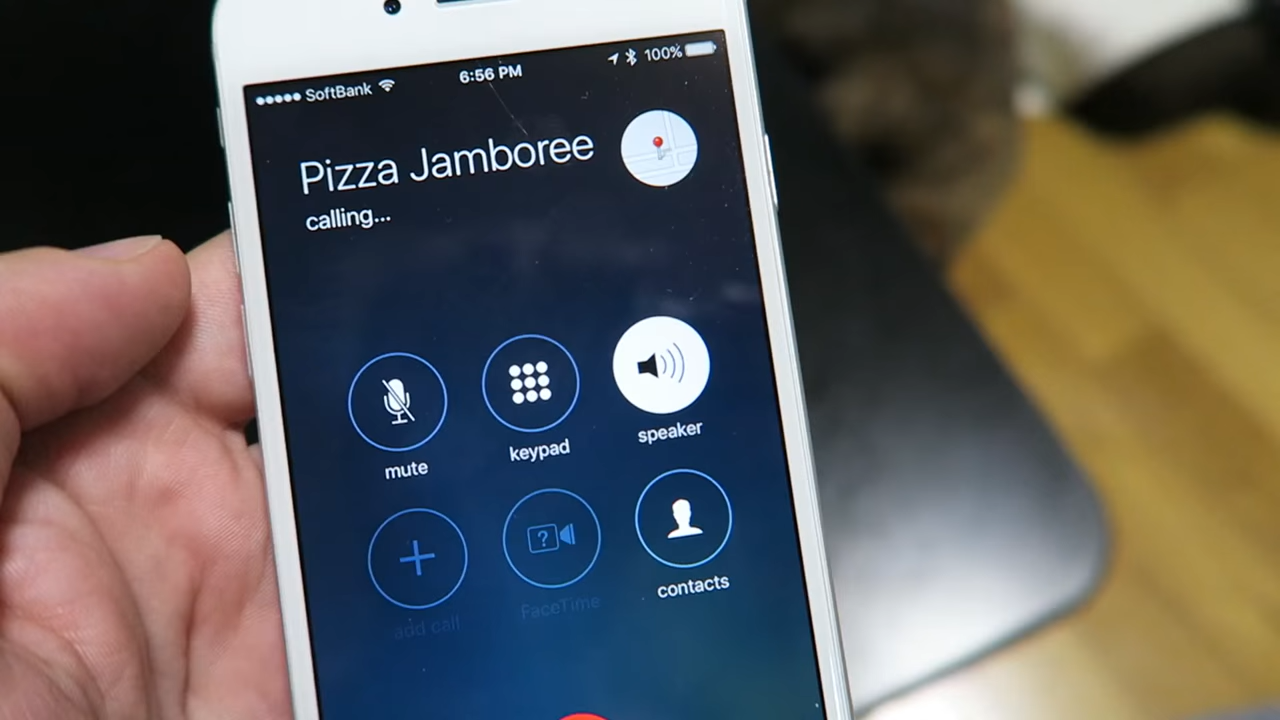 ●●●●● SoftBank 6:56 PM 100%
Pizza Jamboree
calling...
mute keypad speaker
add call FaceTime contacts